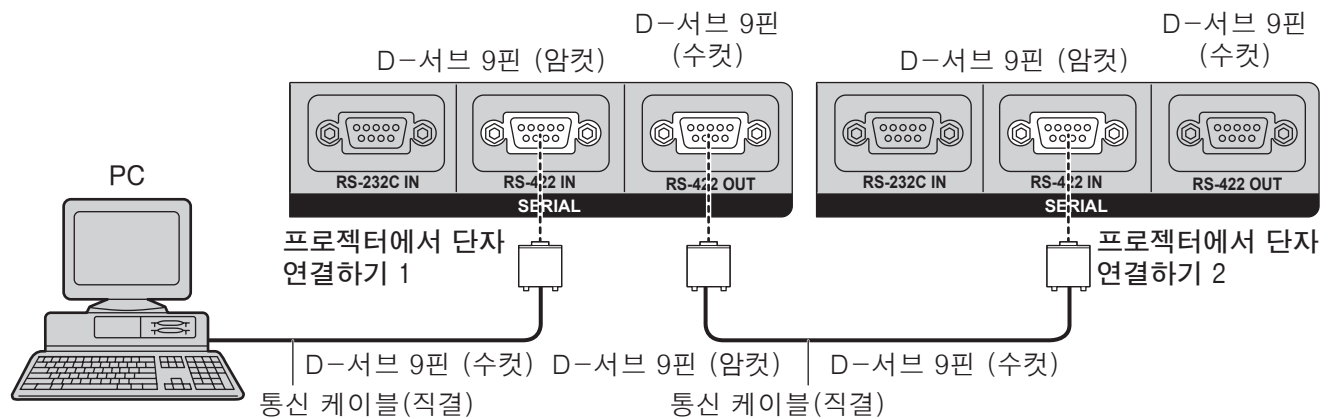 D-서브 9핀
(수컷)
D-서브 9핀 (암컷)
D-서브 9핀
(수컷)
D-서브 9핀 (암컷)
RS-232C IN
RS-422 IN
RS-422 OUT
SERIAL
RS-232C IN
RS-422 IN
RS-422 OUT
SERIAL
PC
프로젝터에서 단자
연결하기 1
프로젝터에서 단자
연결하기 2
D-서브 9핀 (수컷)
D-서브 9핀 (암컷)
D-서브 9핀 (수컷)
통신 케이블(직결)
통신 케이블(직결)